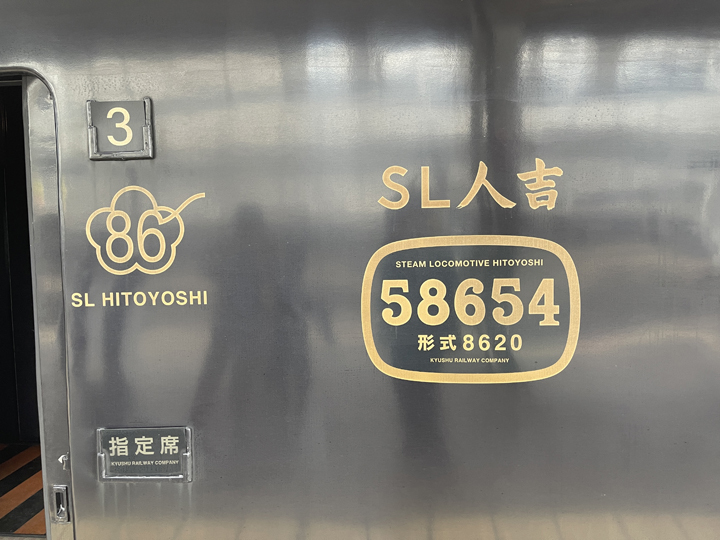 3
86
SL HITOYOSHI
指定席
KYUSHU RAILWAY COMPANY
SL人吉
STEAM LOCOMOTIVE HITOYOSHI
58654
形式8620
KYUSHU RAILWAY COMPANY